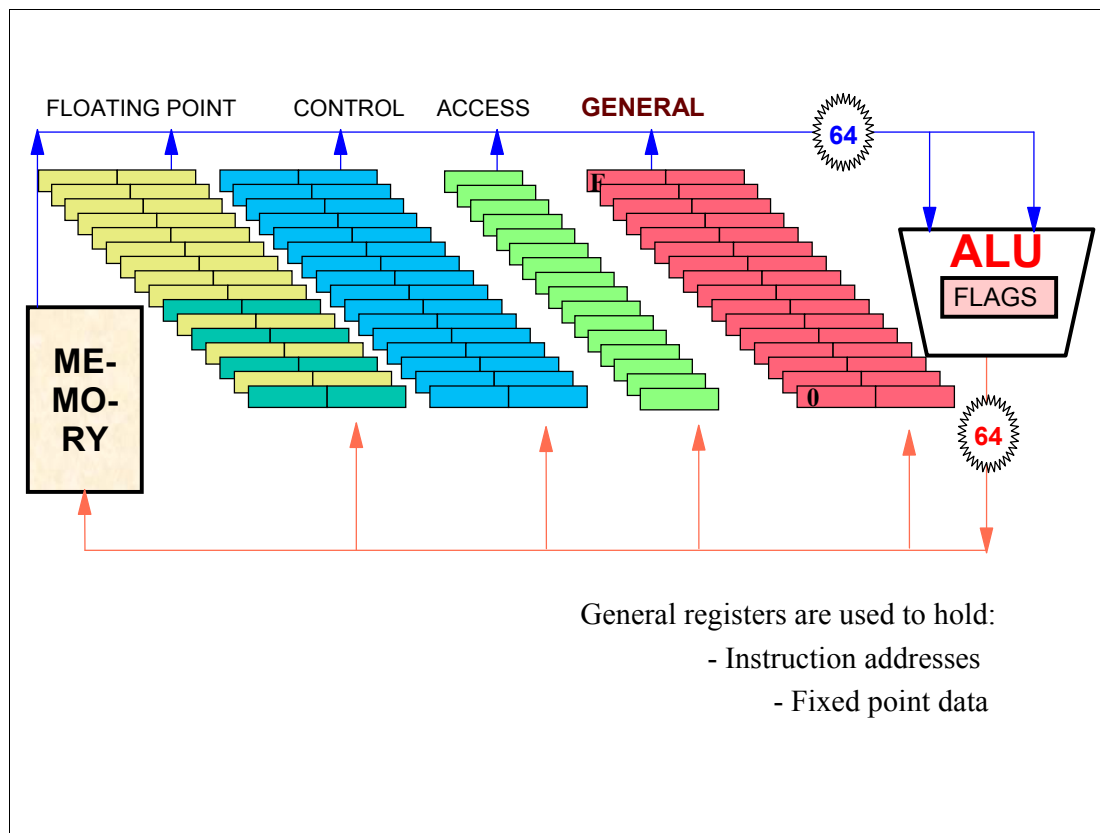 FLOATING POINT CONTROL ACCESS GENERAL
64
F
ALU
FLAGS
ME-
MO-
RY
0
64
General registers are used to hold:
- Instruction addresses
- Fixed point data